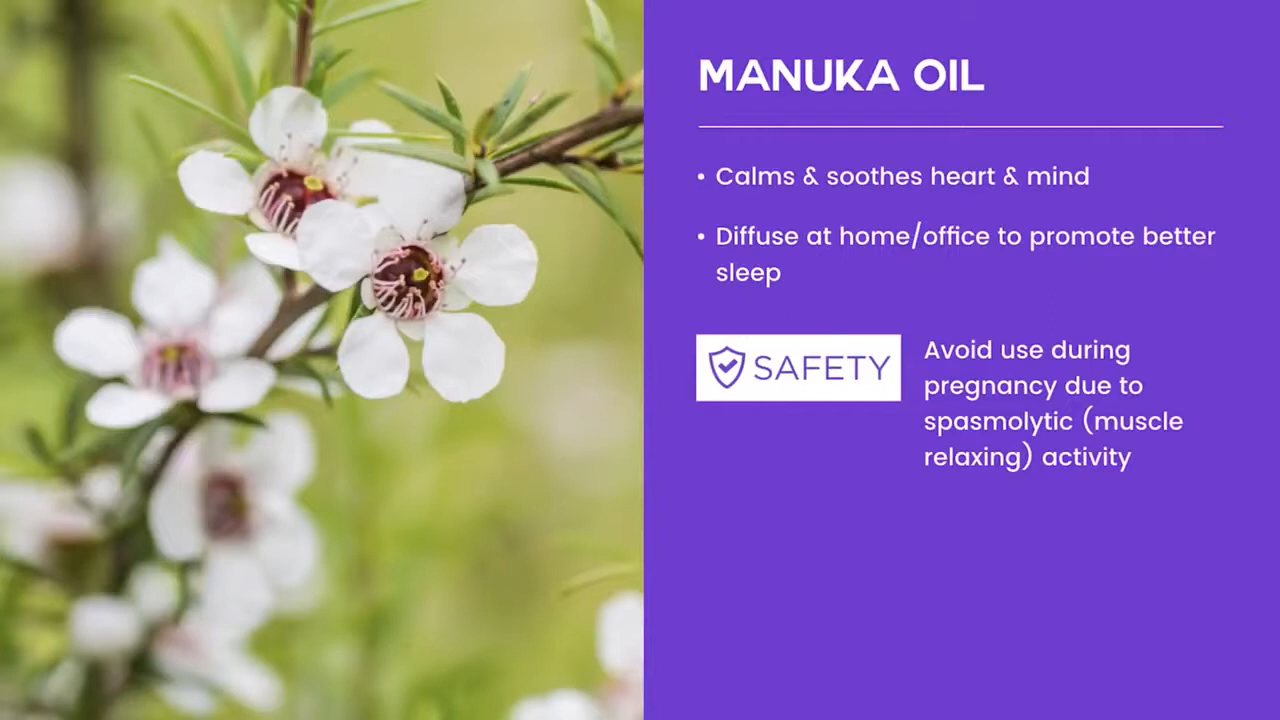 MANUKA OIL
• Calms & soothes heart & mind
• Diffuse at home/office to promote better
sleep
SAFETY
Avoid use during
pregnancy due to
spasmolytic (muscle
relaxing) activity